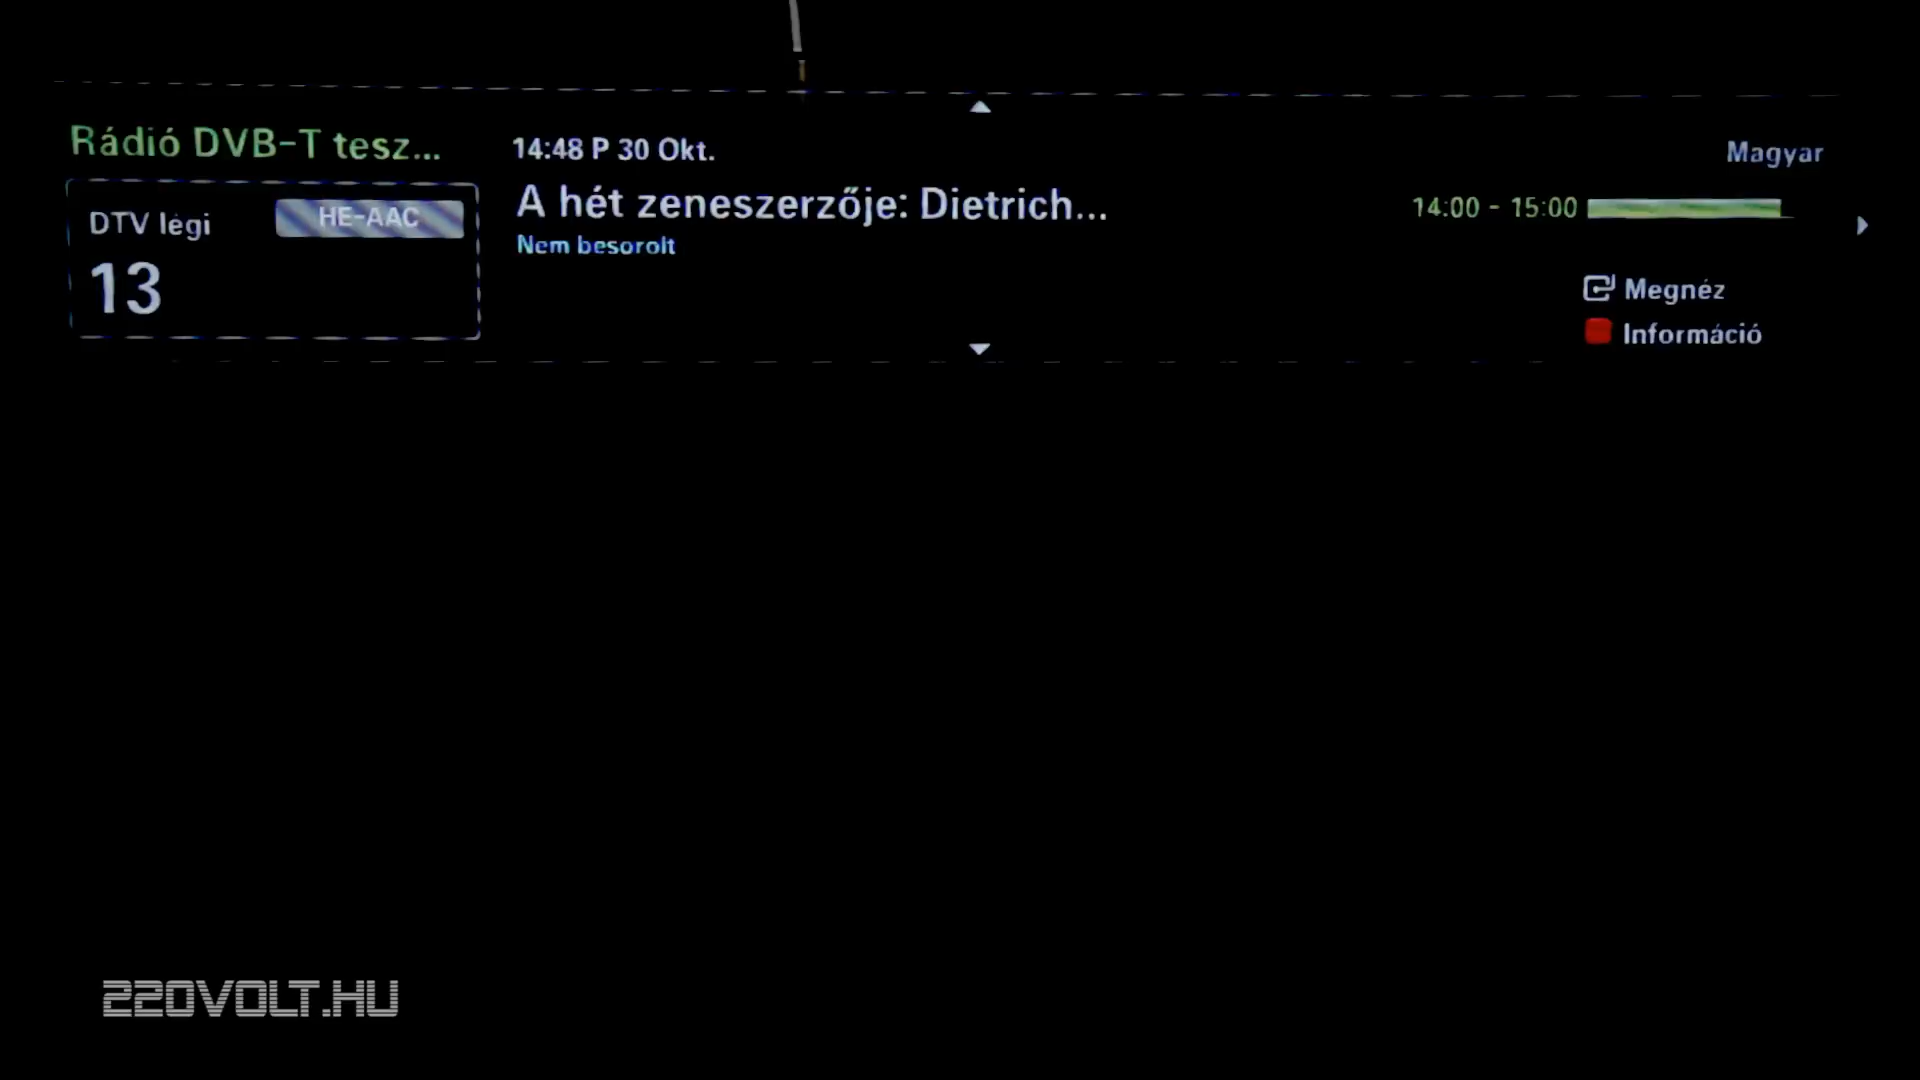 Rádió DVB-T tesz...
DTV légi
HE-AAC
13
14:48 P 30 Okt.
A hét zeneszerzője: Dietrich...
Nem besorolt
Magyar
14:00 - 15:00
Megnéz
Információ
220VOLT.HU